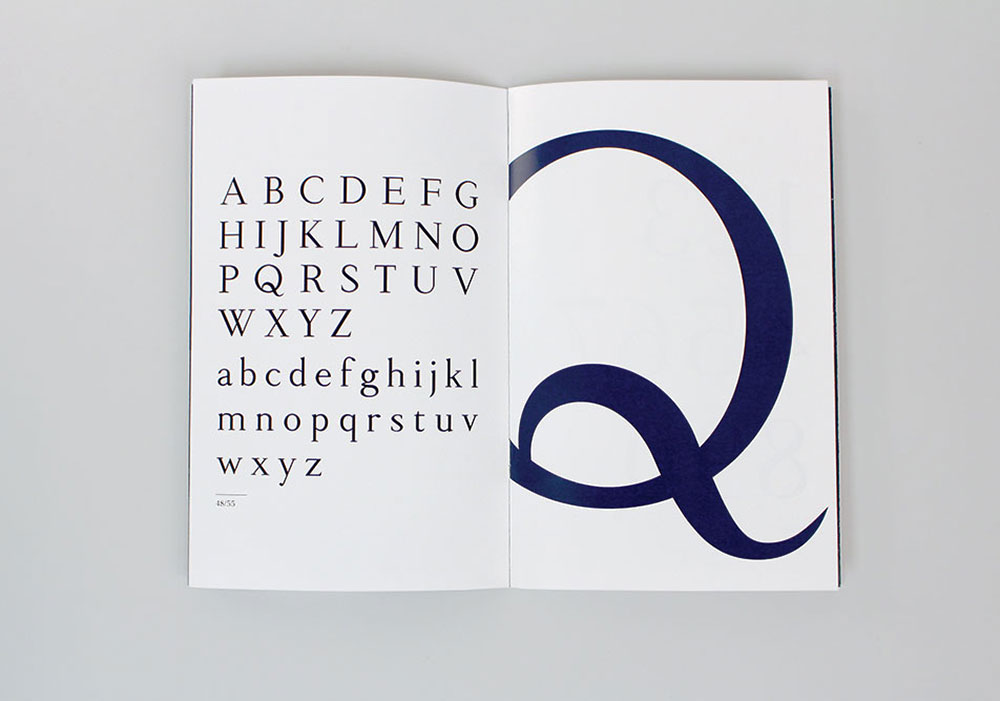 A B C D E F G
H I J K L M N O
P Q R S T U V
W X Y Z
a b c d e f g h i j k l
m n o p q r s t u v
w x y z
48/55
Q